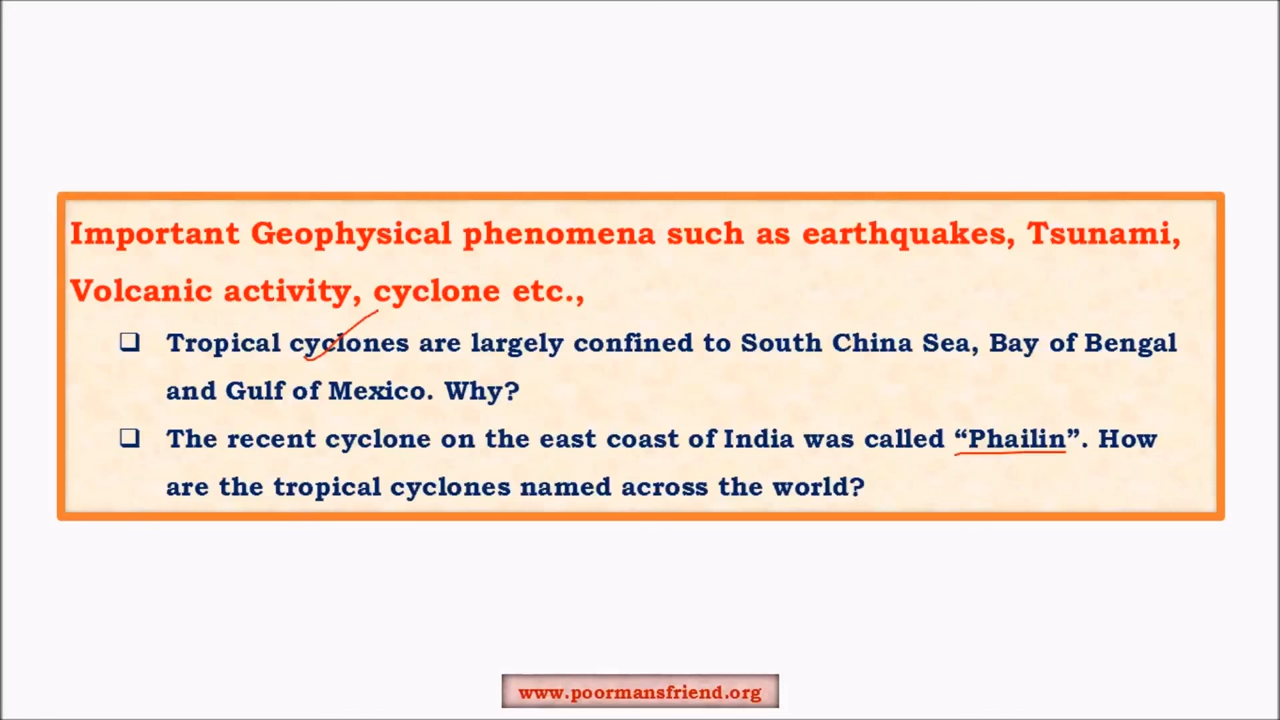 Important Geophysical phenomena such as earthquakes, Tsunami,
Volcanic activity, cyclone etc.,
❑ Tropical cyclones are largely confined to South China Sea, Bay of Bengal
and Gulf of Mexico. Why?
❑ The recent cyclone on the east coast of India was called “Phailin”. How
are the tropical cyclones named across the world?
www.poormansfriend.org